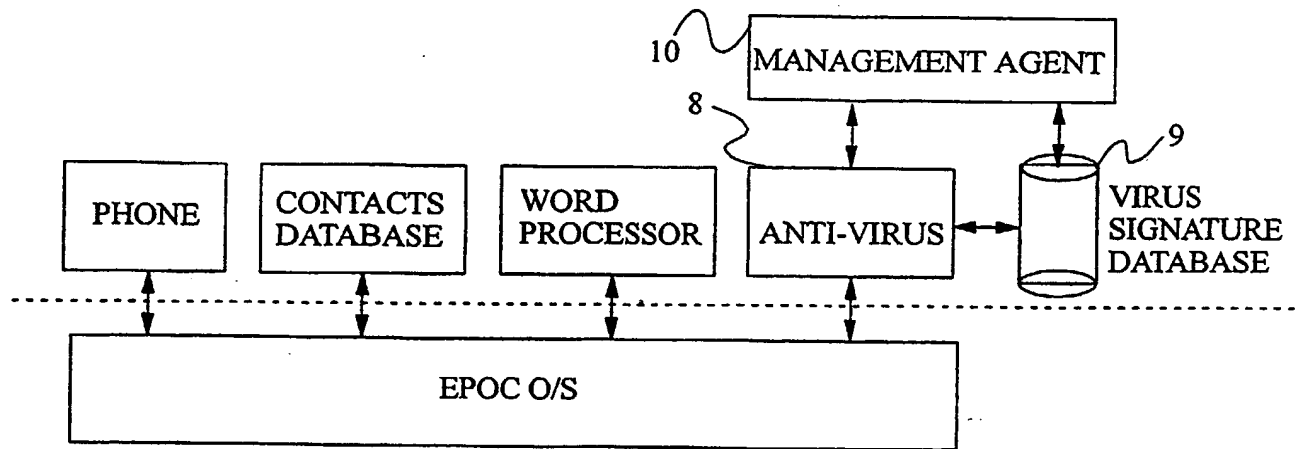 10
MANAGEMENT AGENT
8
9
PHONE
CONTACTS
DATABASE
WORD
PROCESSOR
ANTI-VIRUS
VIRUS
SIGNATURE
DATABASE
EPOC O/S